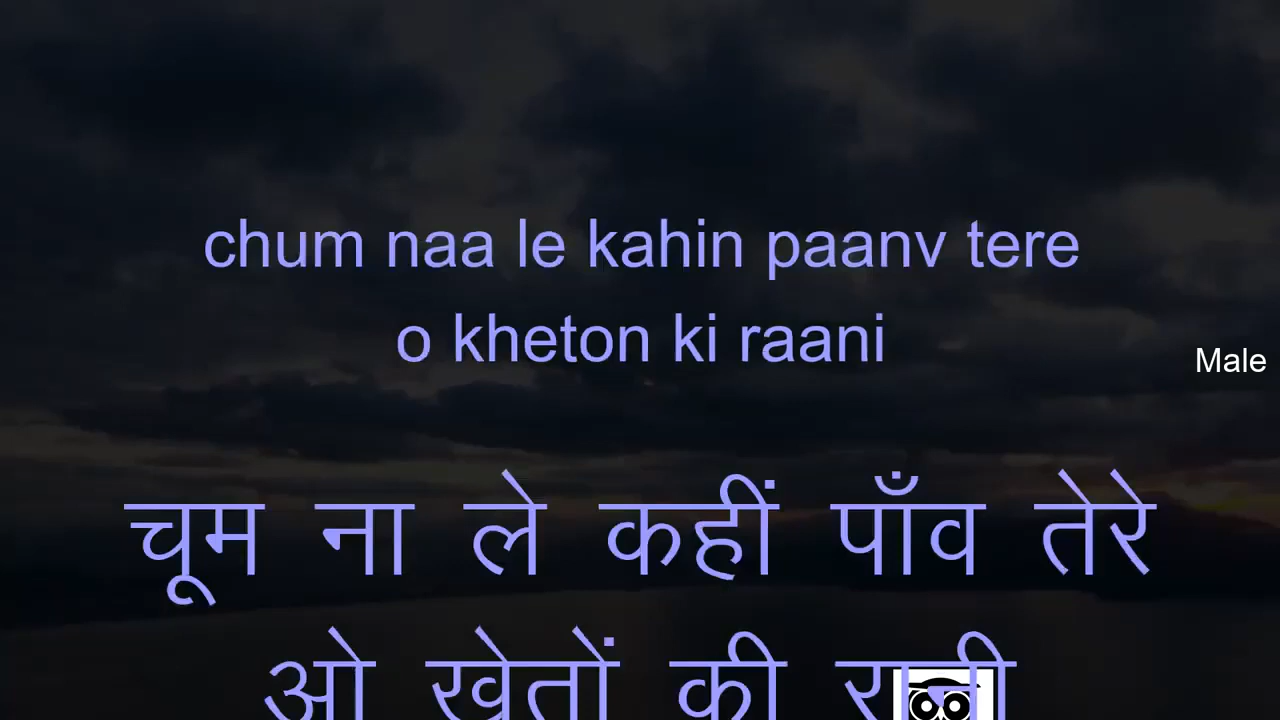 chum naa le kahin paanv tere
o kheton ki raani
Male
चूम ना ले कहीं पाँव तेरे
ओ खेतों की रानी